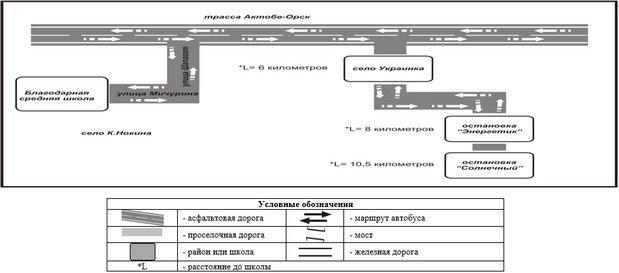 трасса Актобе-Орск
*L= 6 километров
село Украинка
улица Шапагат
Благодарная
средняя школа
улица Мичурина
село К.Нокина
*L= 8 километров
остановка
"Энергетик"
*L= 10,5 километров
остановка
"Солнечный"
Условные обозначения
- асфальтовая дорога
- маршрут автобуса
- проселочная дорога
- мост
- район или школа
- железная дорога
*L
- расстояние до школы